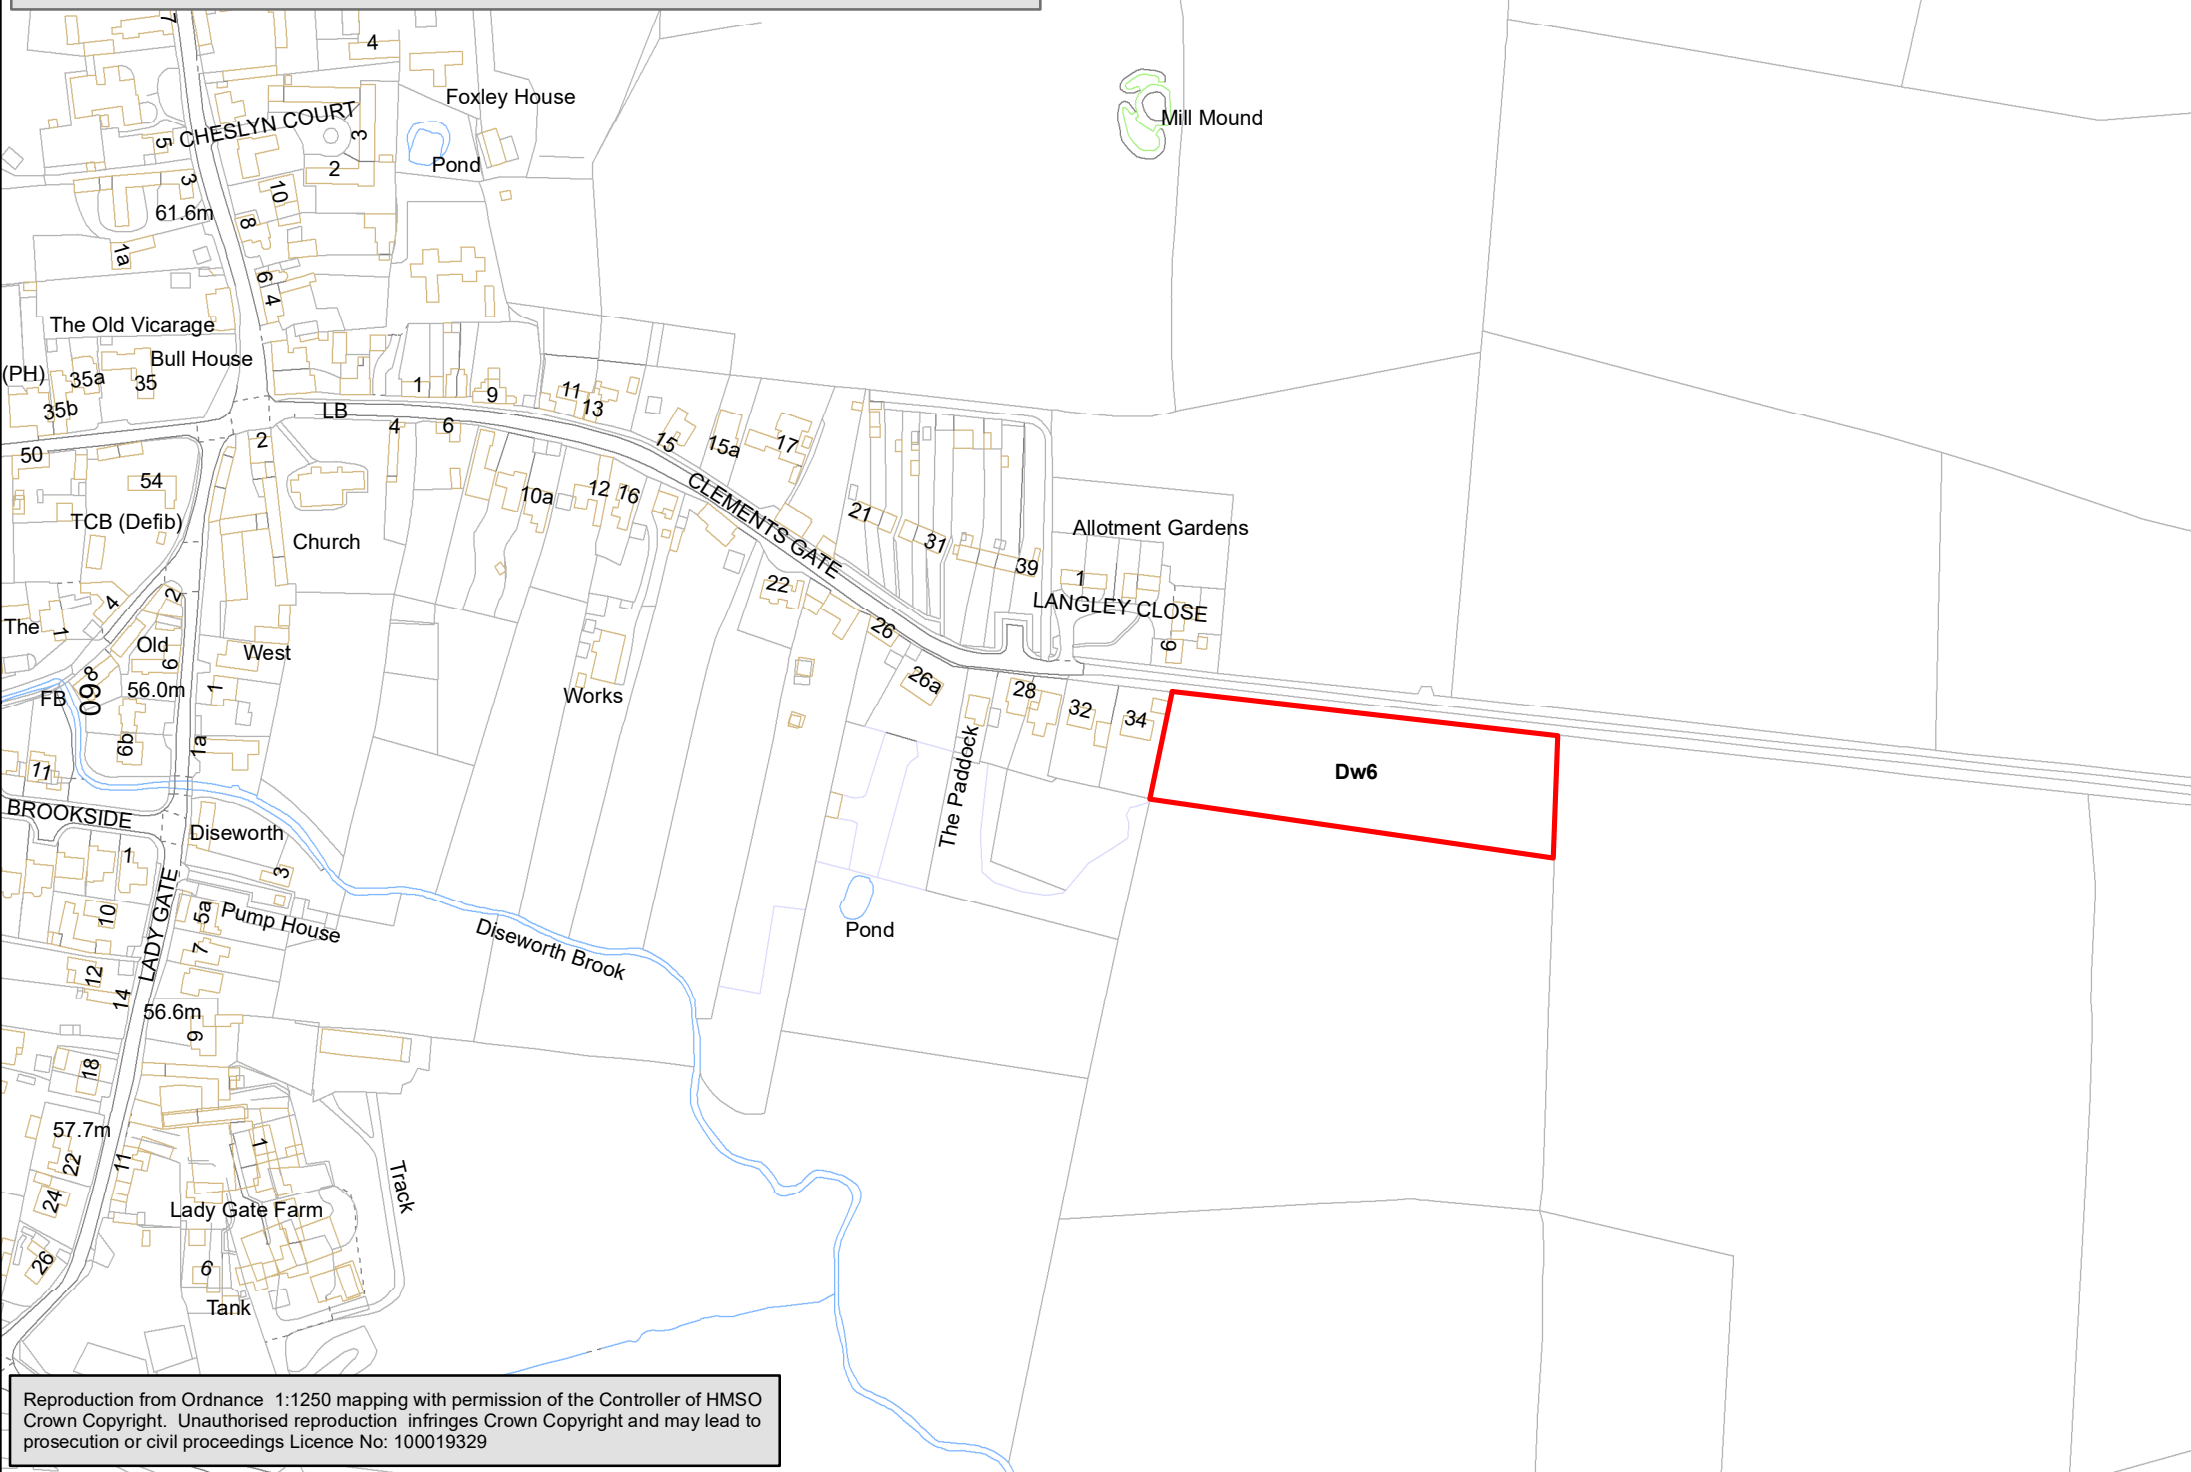 7
4
Foxley House
Mill Mound
CHESLYN COURT
5
3
2
Pond
3
10
61.6m
8
1a
6
4
The Old Vicarage
Bull House
(PH)
35a
35
35b
1
9
11
13
LB
4
6
15
15a
17
2
50
54
TCB (Defib)
Church
10a
12
16
CLEMENTS GATE
21
31
39
Allotment Gardens
1
LANGLEY CLOSE
6
22
26
26a
28
32
34
Dw6
The Paddock
4
2
The
1
Old
6
West
8
60
FB
56.0m
1
6b
1a
11
Works
BROOKSIDE
Diseworth
1
3
10
LADY GATE
5a
Pump House
7
Pond
Diseworth Brook
12
14
56.6m
9
18
57.7m
22
11
1
Track
24
Lady Gate Farm
26
6
Tank
Reproduction from Ordnance 1:1250 mapping with permission of the Controller of HMSO
Crown Copyright. Unauthorised reproduction infringes Crown Copyright and may lead to
prosecution or civil proceedings Licence No: 100019329